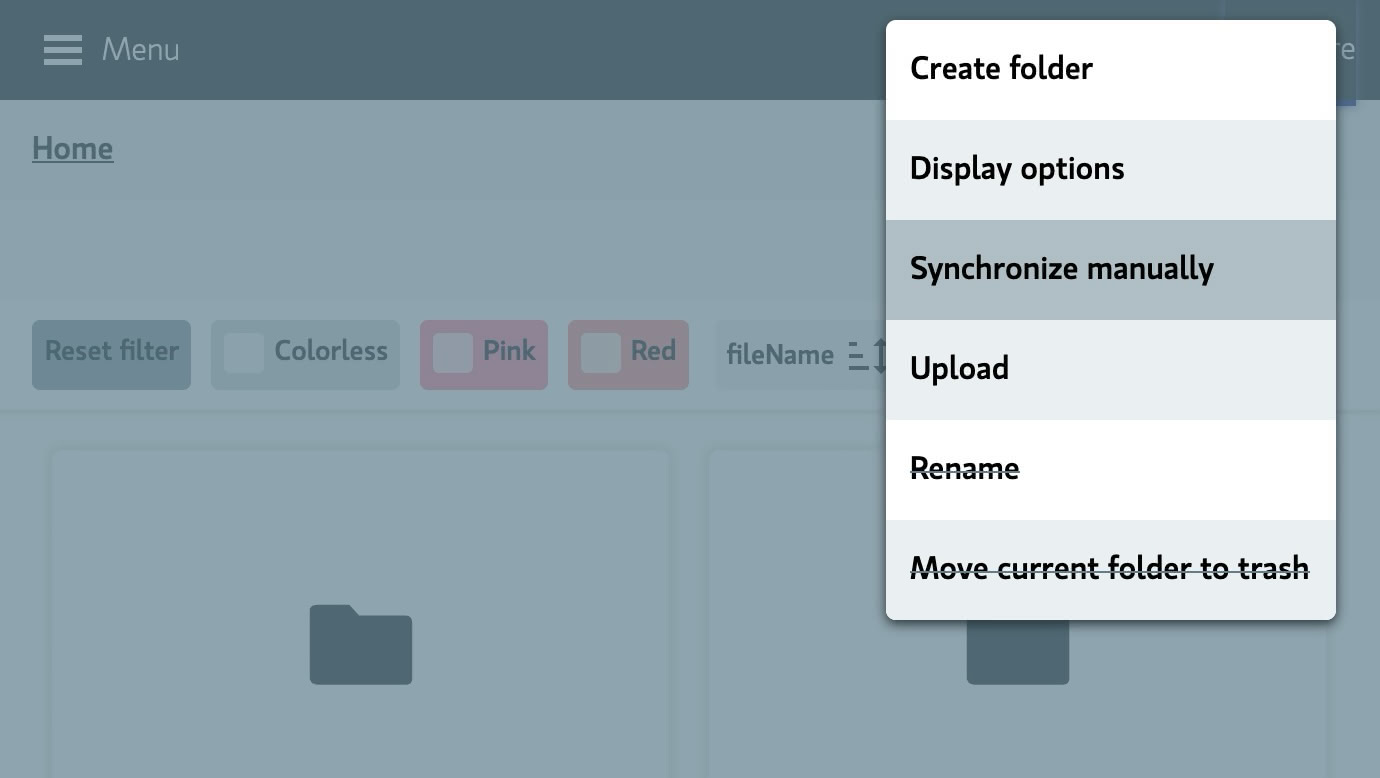 Menu
Create folder
Home
Display options
Synchronize manually
Reset filter
Colorless
Pink
Red
fileName
Upload
Rename
Move current folder to trash